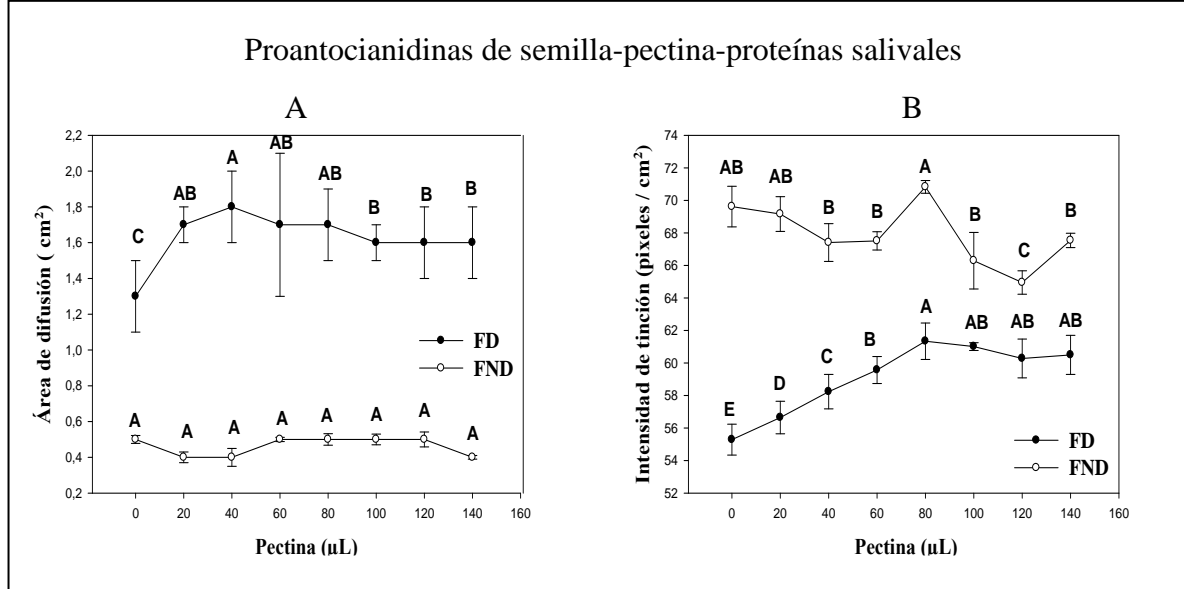 Proantocianidinas de semilla-pectina-proteínas salivales
A
Área de difusión ( cm²)
2,2
2,0
1,8
1,6
1,4
1,2
1,0
0,8
0,6
0,4
0,2
C
AB
A
AB
AB
B
B
B
FD
FND
A
A
A
A
A
A
A
A
0 20 40 60 80 100 120 140 160
Pectina (µL)
B
Intensidad de tinción (pixeles / cm²)
74
72
70
68
66
64
62
60
58
56
54
52
AB
AB
B
B
A
B
C
B
E
D
C
B
A
AB
AB
AB
FD
FND
0 20 40 60 80 100 120 140 160
Pectina (µL)